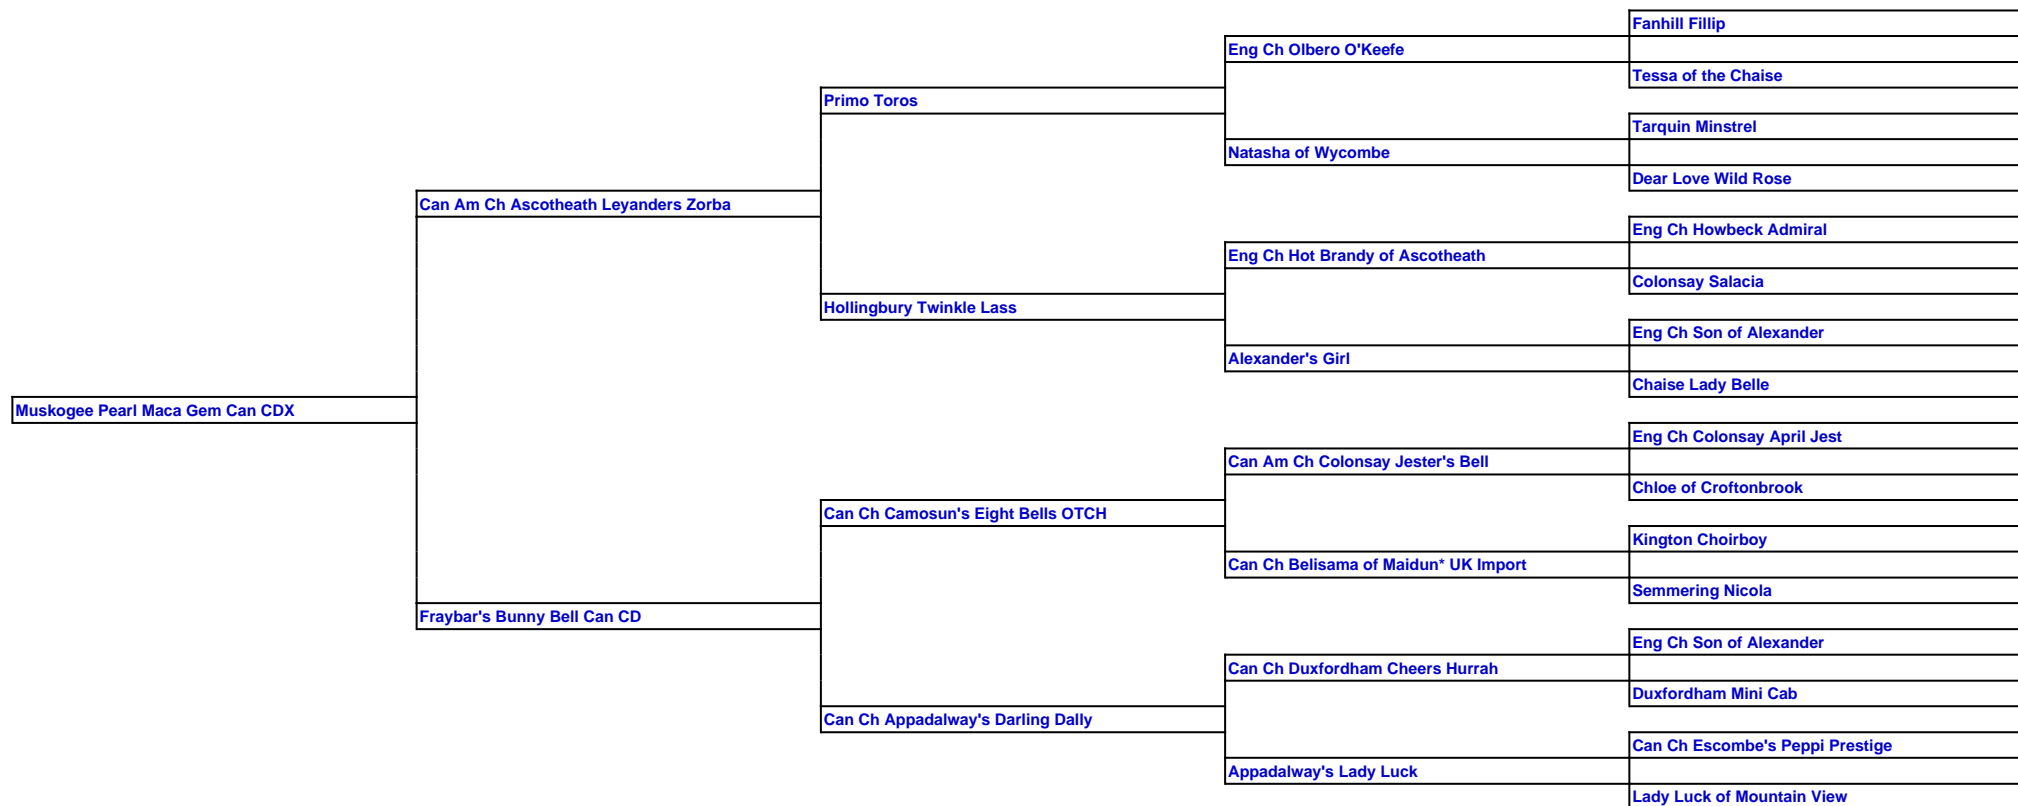 Fanhill Fillip
Eng Ch Olbero O'Keefe
Tessa of the Chaise
Primo Toros
Tarquin Minstrel
Natasha of Wycombe
Dear Love Wild Rose
Can Am Ch Ascotheath Leyanders Zorba
Eng Ch Howbeck Admiral
Eng Ch Hot Brandy of Ascotheath
Colonsay Salacia
Hollingbury Twinkle Lass
Eng Ch Son of Alexander
Alexander's Girl
Chaise Lady Belle
Muskogee Pearl Maca Gem Can CDX
Eng Ch Colonsay April Jest
Can Am Ch Colonsay Jester's Bell
Chloe of Croftonbrook
Can Ch Camosun's Eight Bells OTCH
Kington Choirboy
Can Ch Belisama of Maidun* UK Import
Semmering Nicola
Fraybar's Bunny Bell Can CD
Eng Ch Son of Alexander
Can Ch Duxfordham Cheers Hurrah
Duxfordham Mini Cab
Can Ch Appadalway's Darling Dally
Can Ch Escombe's Peppi Prestige
Appadalway's Lady Luck
Lady Luck of Mountain View